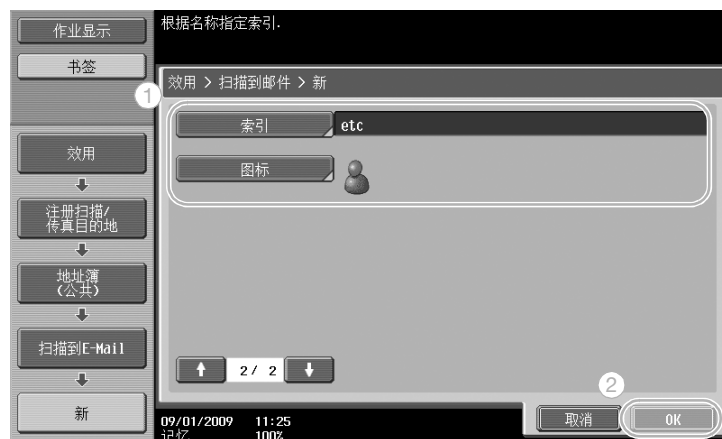 作业显示
书签
效用
注册扫描/
传真目的地
地址簿
(公共)
扫描到E-Mail
新
根据名称指定索引.
效用 > 扫描到邮件 > 新
1
索引 etc
图标
2/ 2
2
取消 OK
09/01/2009 11:25
记忆 100%